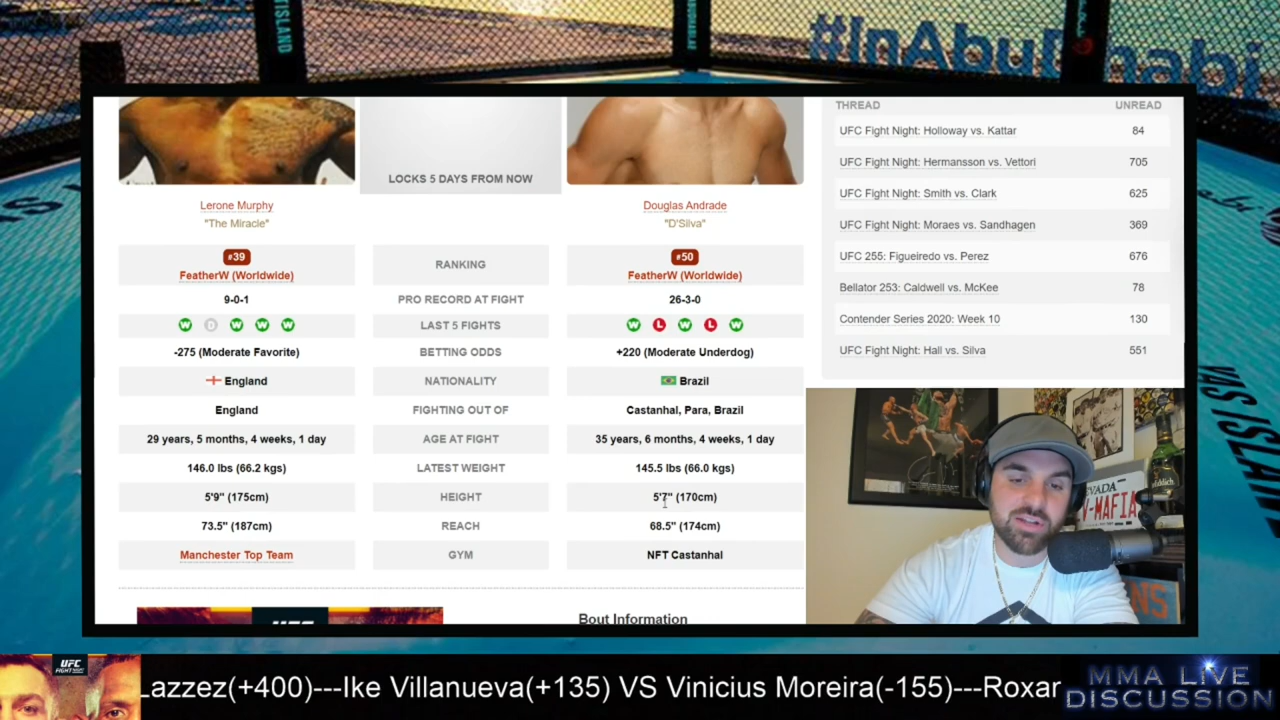 #InAbuDhabi
LOCKS 5 DAYS FROM NOW
Lerone Murphy
"The Miracle"
Douglas Andrade
"D'Silva"
#39
FeatherW (Worldwide)
RANKING
#50
FeatherW (Worldwide)
9-0-1
PRO RECORD AT FIGHT
26-3-0
W D W W W
LAST 5 FIGHTS
W L W L W
-275 (Moderate Favorite)
BETTING ODDS
+220 (Moderate Underdog)
England
NATIONALITY
Brazil
England
FIGHTING OUT OF
Castanhal, Para, Brazil
29 years, 5 months, 4 weeks, 1 day
AGE AT FIGHT
35 years, 6 months, 4 weeks, 1 day
146.0 lbs (66.2 kgs)
LATEST WEIGHT
145.5 lbs (66.0 kgs)
5'9" (175cm)
HEIGHT
5'7" (170cm)
73.5" (187cm)
REACH
68.5" (174cm)
Manchester Top Team
GYM
NFT Castanhal
Bout Information
THREAD UNREAD
UFC Fight Night: Holloway vs. Kattar 84
UFC Fight Night: Hermansson vs. Vettori 705
UFC Fight Night: Smith vs. Clark 625
UFC Fight Night: Moraes vs. Sandhagen 369
UFC 255: Figueiredo vs. Perez 676
Bellator 253: Caldwell vs. McKee 78
Contender Series 2020: Week 10 130
UFC Fight Night: Hall vs. Silva 551
V-MAFIA
UFC
FIGHT NIGHT
Lazzez(+400)---Ike Villanueva(+135) VS Vinicius Moreira(-155)---Roxar
MMA LIVE
DISCUSSION